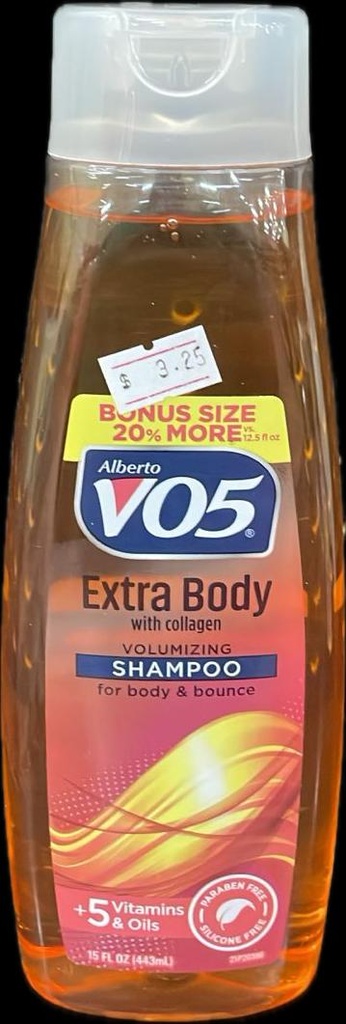 $ 3.25
BONUS SIZE
20% MORE vs. 12.5 fl oz
Alberto
VO5®
Extra Body
with collagen
VOLUMIZING
SHAMPOO
for body & bounce
+5 Vitamins
& Oils
PARABEN FREE
SILICONE FREE
15 FL OZ (443mL)